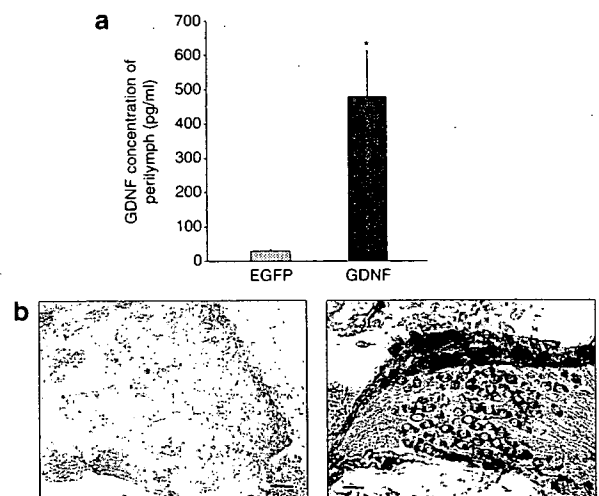 a
GDNF concentration of
perilymph (pg/ml)
700
600
500
400
300
200
100
0
*
EGFP
GDNF
b